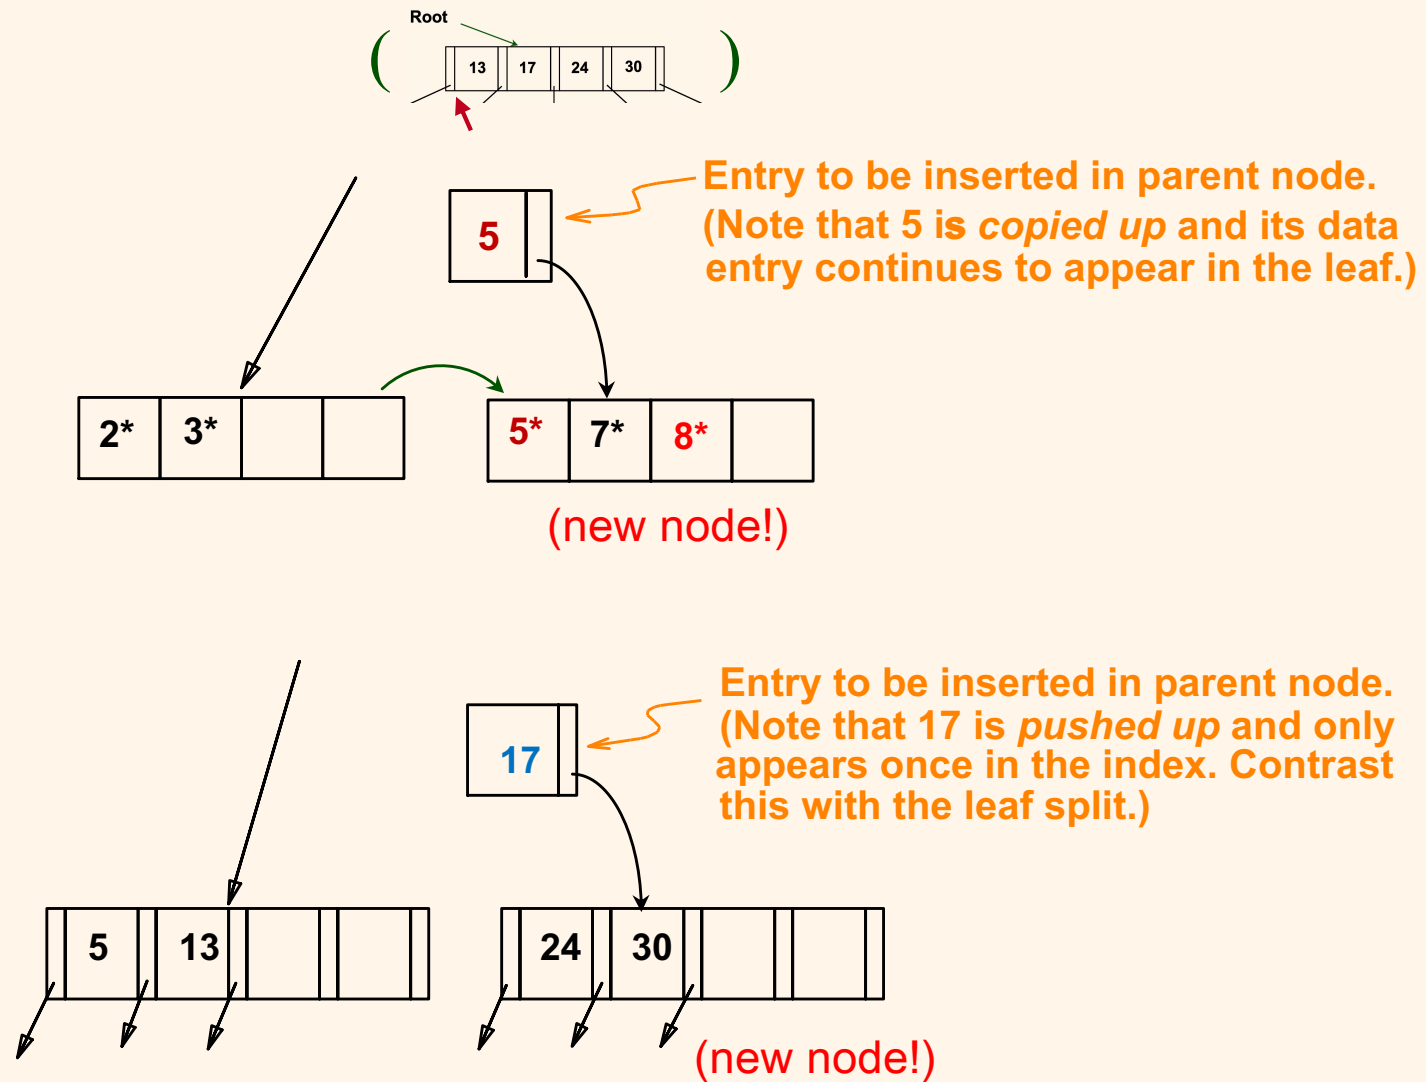 Root
( 13 17 24 30 )
Entry to be inserted in parent node.
5
(Note that 5 is copied up and its data
entry continues to appear in the leaf.)
2* 3* 5* 7* 8*
(new node!)
Entry to be inserted in parent node.
(Note that 17 is pushed up and only
17
appears once in the index. Contrast
this with the leaf split.)
5 13 24 30
(new node!)